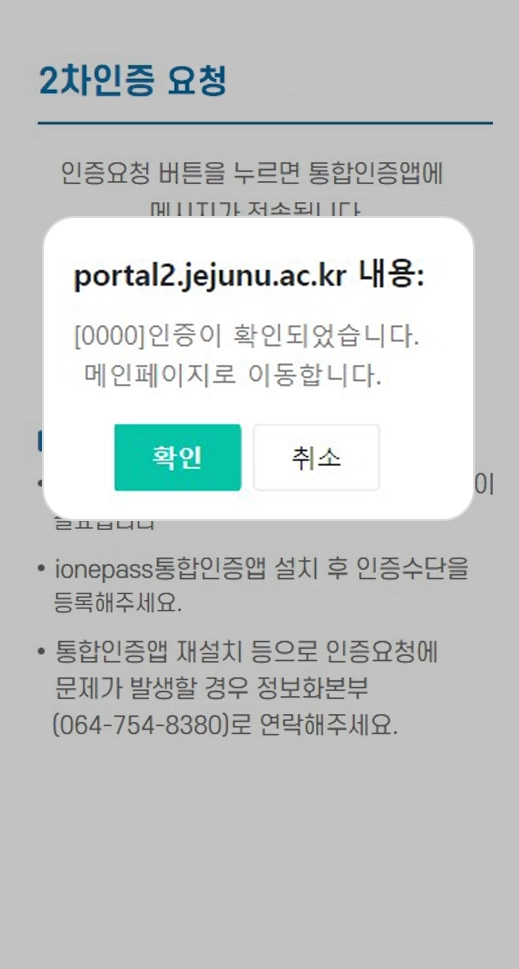 2차인증 요청
인증요청 버튼을 누르면 통합인증앱에
portal2.jejunu.ac.kr 내용:
[0000]인증이 확인되었습니다.
메인페이지로 이동합니다.
확인 취소
이
• ionepass통합인증앱 설치 후 인증수단을
등록해주세요.
• 통합인증앱 재설치 등으로 인증요청에
문제가 발생할 경우 정보화본부
(064-754-8380)로 연락해주세요.